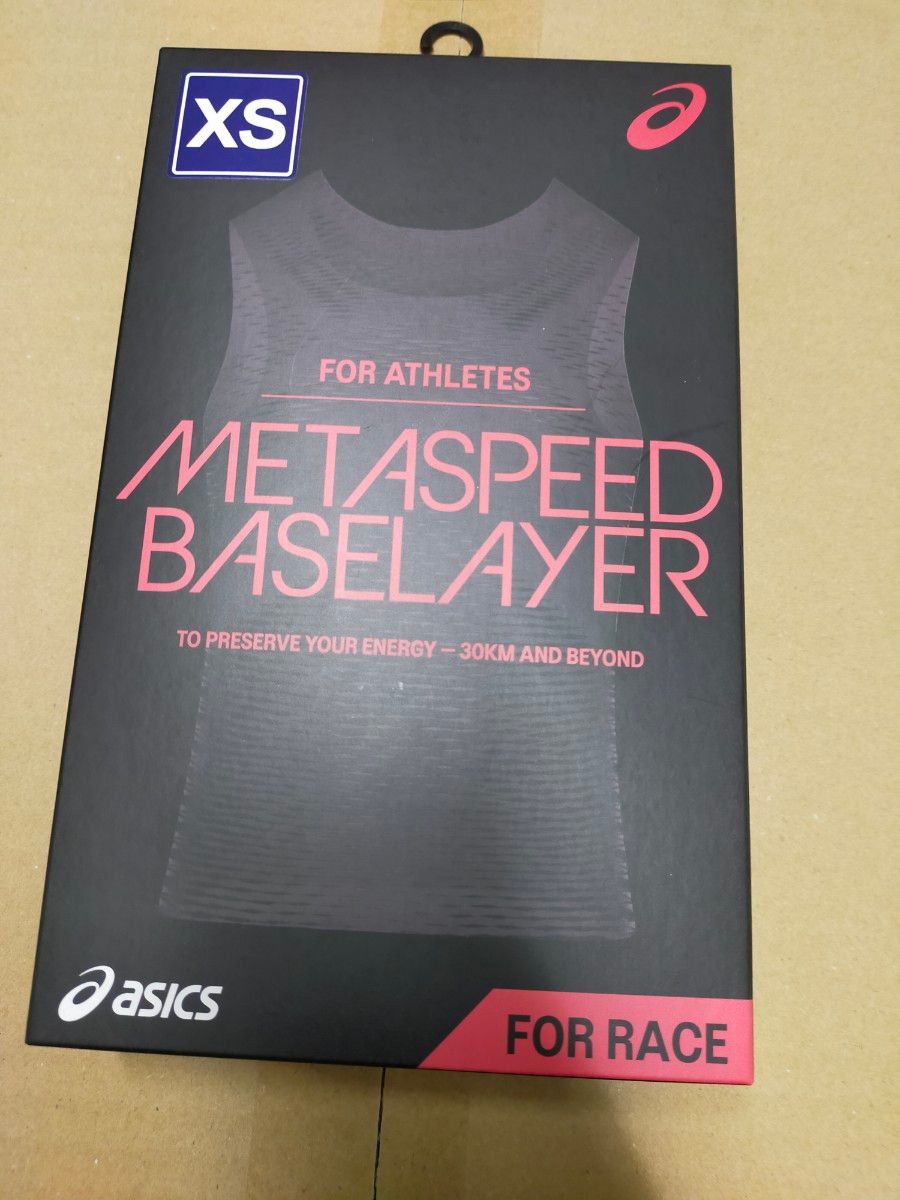 XS
FOR ATHLETES
METASPEED
BASELAYER
TO PRESERVE YOUR ENERGY – 30KM AND BEYOND
asics
FOR RACE